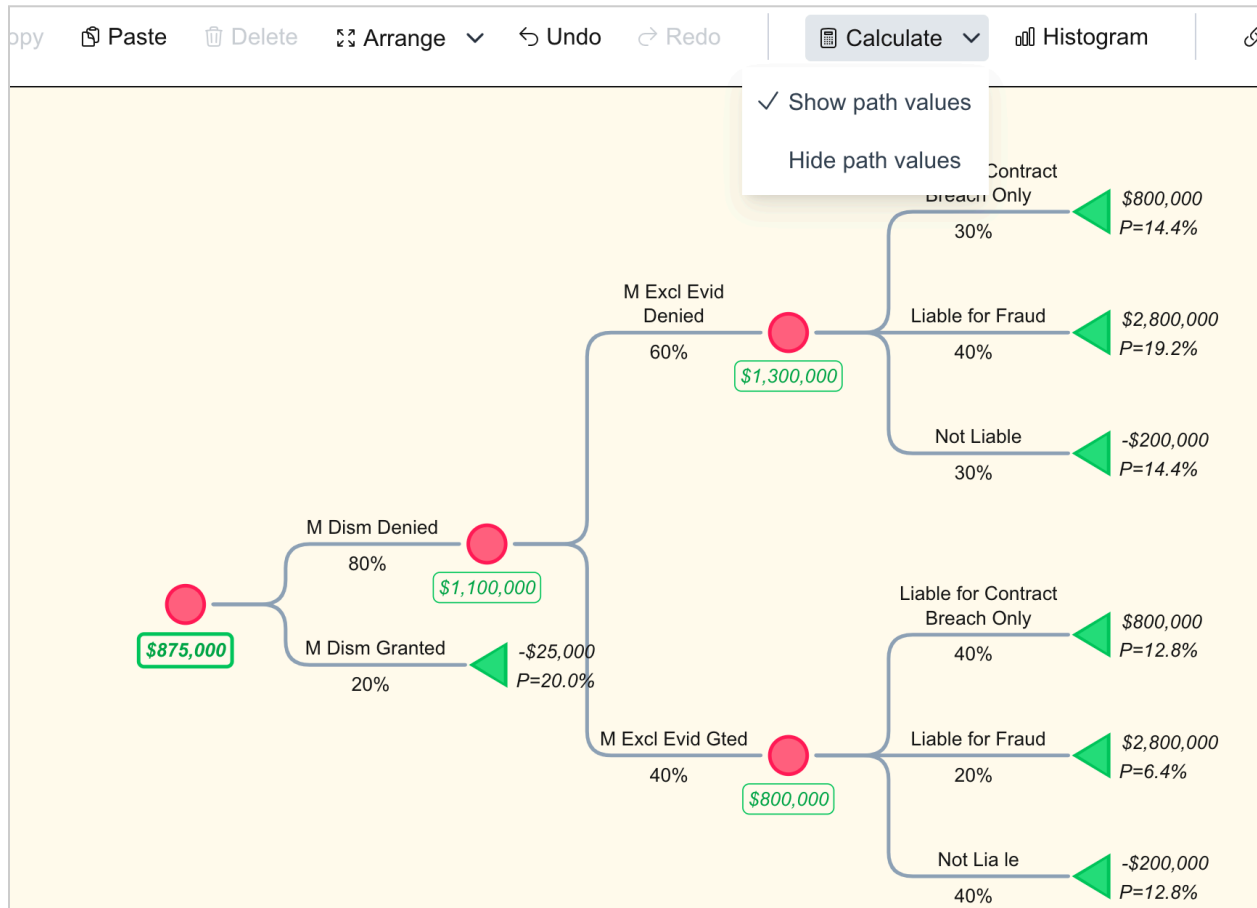 opy Paste Delete Arrange Undo Redo Calculate Histogram
Show path values
Hide path values
Contract
Breach Only
30%
$800,000
P=14.4%
M Excl Evid
Denied
60%
$1,300,000
Liable for Fraud
40%
$2,800,000
P=19.2%
Not Liable
30%
-$200,000
P=14.4%
M Dism Denied
80%
$1,100,000
$875,000
M Dism Granted
20%
-$25,000
P=20.0%
M Excl Evid Gted
40%
$800,000
Liable for Contract
Breach Only
40%
$800,000
P=12.8%
Liable for Fraud
20%
$2,800,000
P=6.4%
Not Lia le
40%
-$200,000
P=12.8%